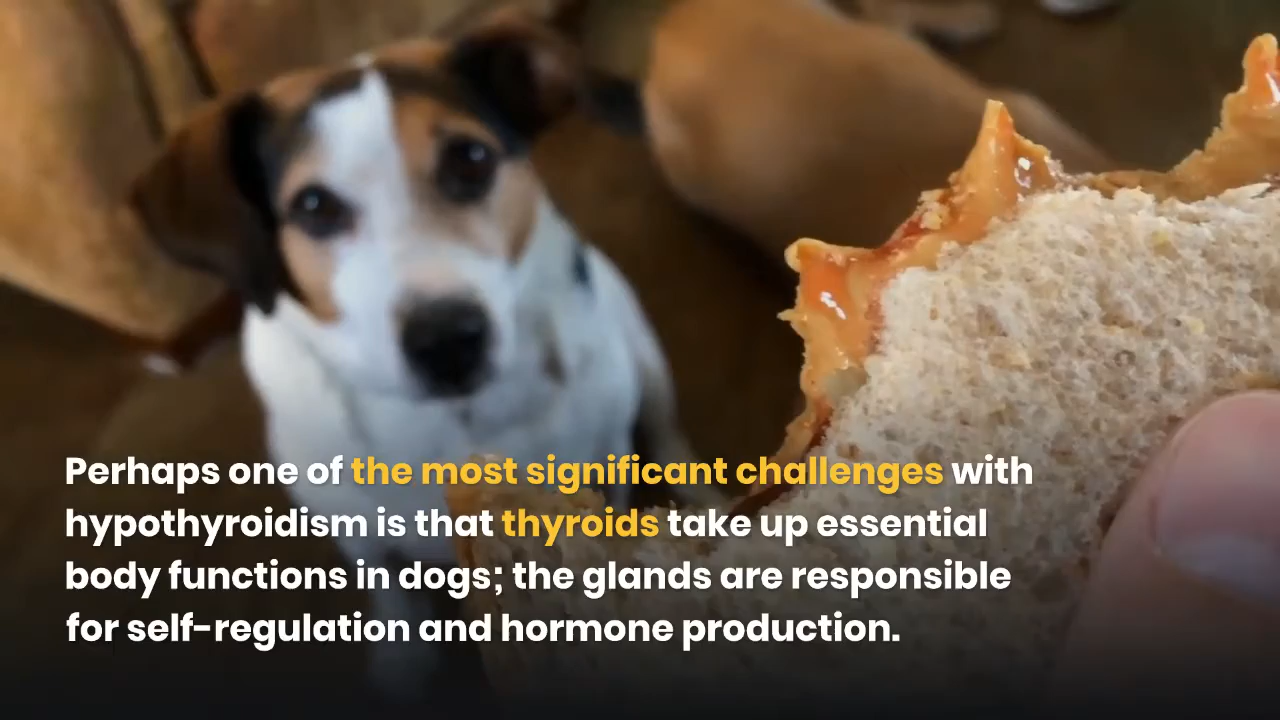 Perhaps one of the most significant challenges with
hypothyroidism is that thyroids take up essential
body functions in dogs; the glands are responsible
for self-regulation and hormone production.